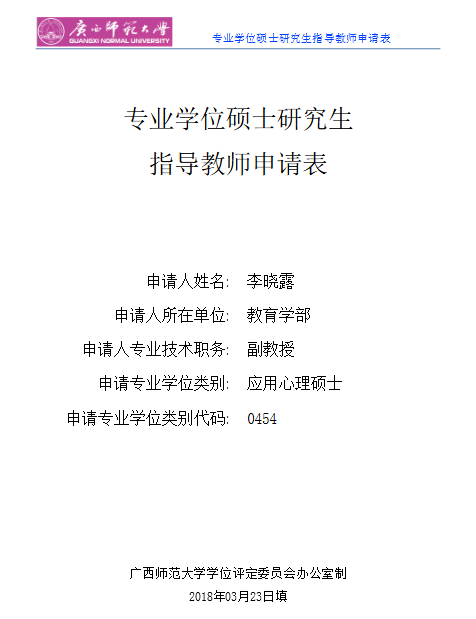 广西师范大学
GUANGXI NORMAL UNIVERSITY
专业学位硕士研究生指导教师申请表
专业学位硕士研究生
指导教师申请表
申请人姓名: 李晓露
申请人所在单位: 教育学部
申请人专业技术职务: 副教授
申请专业学位类别: 应用心理硕士
申请专业学位类别代码: 0454
广西师范大学学位评定委员会办公室制
2018年03月23日填